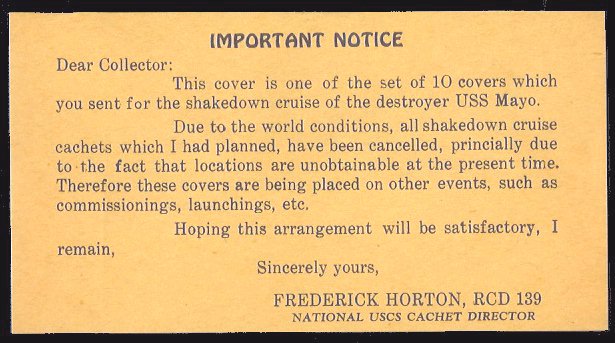 IMPORTANT NOTICE
Dear Collector:
This cover is one of the set of 10 covers which
you sent for the shakedown cruise of the destroyer USS Mayo.
Due to the world conditions, all shakedown cruise
cachets which I had planned, have been cancelled, princially due
to the fact that locations are unobtainable at the present time.
Therefore these covers are being placed on other events, such as
commissionings, launchings, etc.
Hoping this arrangement will be satisfactory, I
remain,
Sincerely yours,
FREDERICK HORTON, RCD 139
NATIONAL USCS CACHET DIRECTOR